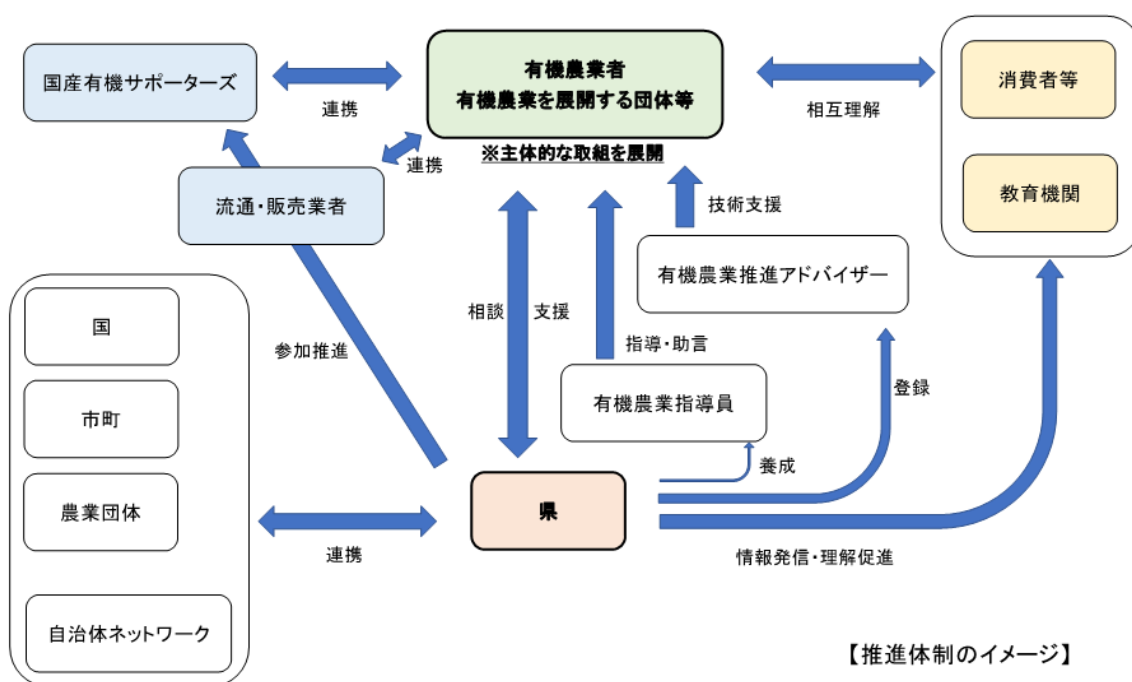 国産有機サポーターズ
連携
有機農業者
有機農業を展開する団体等
※主体的な取組を展開
相互理解
消費者等
教育機関
連携
流通・販売業者
技術支援
有機農業推進アドバイザー
国
市町
農業団体
自治体ネットワーク
参加推進
相談
支援
指導・助言
有機農業指導員
登録
養成
県
連携
情報発信・理解促進
【推進体制のイメージ】